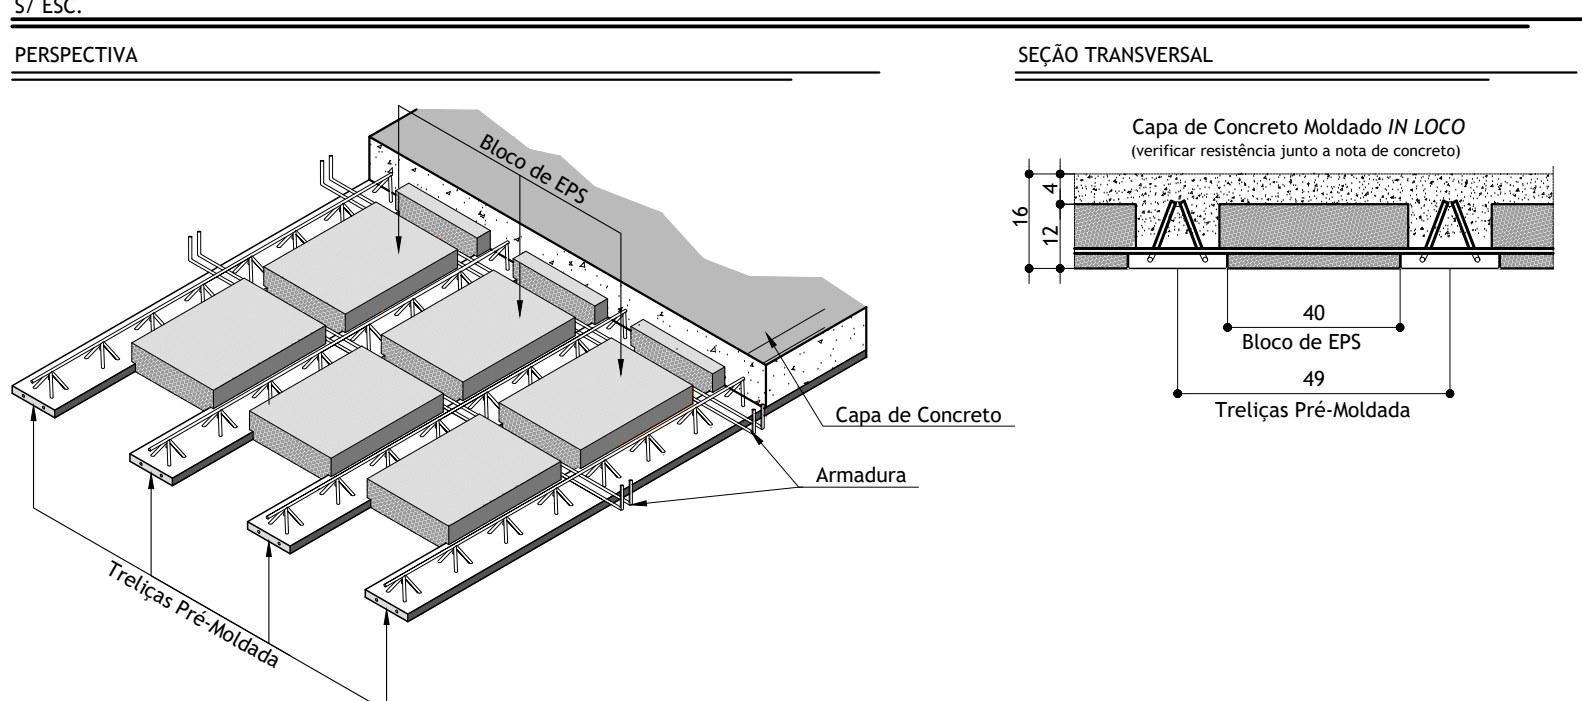 S/ ESC.
PERSPECTIVA
Bloco de EPS
Capa de Concreto
Armadura
Treliças Pré-Moldada
SEÇÃO TRANSVERSAL
Capa de Concreto Moldado IN LOCO
(verificar resistência junto a nota de concreto)
16
4
12
40
Bloco de EPS
49
Treliças Pré-Moldada